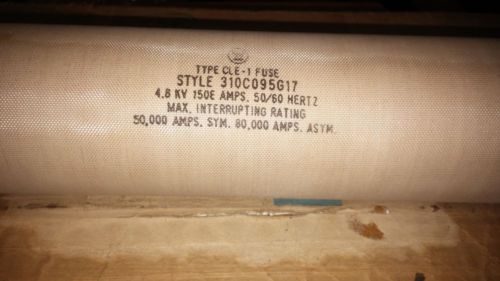 TYPE CLE-1 FUSE
STYLE 310C095G17
4.8 KV 150E AMPS. 50/60 HERTZ
MAX. INTERRUPTING RATING
50,000 AMPS. SYM. 80,000 AMPS. ASYM.